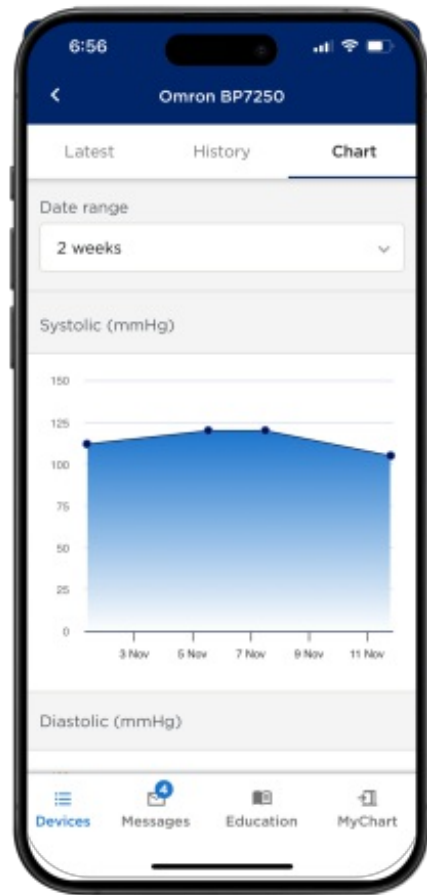 6:56
Omron BP7250
Latest History Chart
Date range
2 weeks
Systolic (mmHg)
150
125
100
75
50
25
0
3 Nov 5 Nov 7 Nov 9 Nov 11 Nov
Diastolic (mmHg)
4
Devices Messages Education MyChart